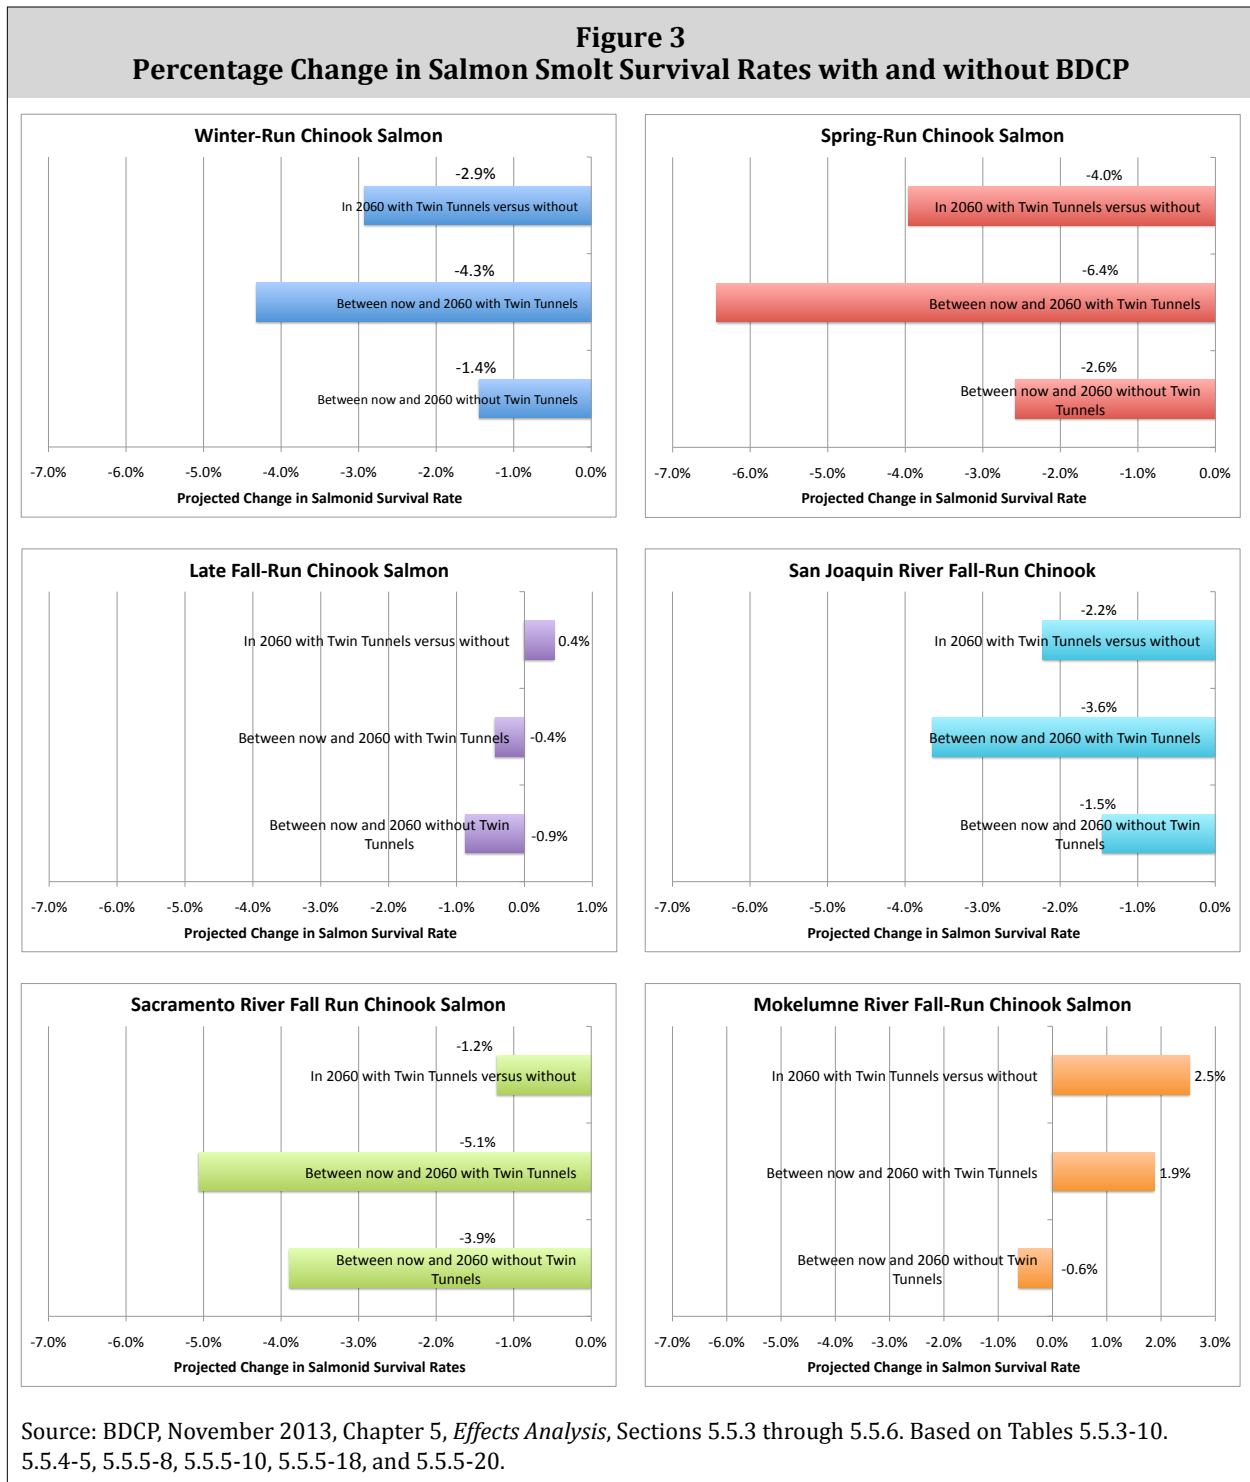 Figure 3
Percentage Change in Salmon Smolt Survival Rates with and without BDCP
Winter-Run Chinook Salmon
-2.9%
In 2060 with Twin Tunnels versus without
-4.3%
Between now and 2060 with Twin Tunnels
-1.4%
Between now and 2060 without Twin Tunnels
-7.0% -6.0% -5.0% -4.0% -3.0% -2.0% -1.0% 0.0%
Projected Change in Salmonid Survival Rate
Spring-Run Chinook Salmon
-4.0%
In 2060 with Twin Tunnels versus without
-6.4%
Between now and 2060 with Twin Tunnels
-2.6%
Between now and 2060 without Twin
Tunnels
-7.0% -6.0% -5.0% -4.0% -3.0% -2.0% -1.0% 0.0%
Projected Change in Salmonid Survival Rate
Late Fall-Run Chinook Salmon
In 2060 with Twin Tunnels versus without 0.4%
Between now and 2060 with Twin Tunnels -0.4%
Between now and 2060 without Twin
Tunnels -0.9%
-7.0% -6.0% -5.0% -4.0% -3.0% -2.0% -1.0% 0.0% 1.0%
Projected Change in Salmon Survival Rate
San Joaquin River Fall-Run Chinook
-2.2%
In 2060 with Twin Tunnels versus without
-3.6%
Between now and 2060 with Twin Tunnels
-1.5%
Between now and 2060 without Twin
Tunnels
-7.0% -6.0% -5.0% -4.0% -3.0% -2.0% -1.0% 0.0%
Projected Change in Salmon Survival Rate
Sacramento River Fall Run Chinook Salmon
-1.2%
In 2060 with Twin Tunnels versus without
-5.1%
Between now and 2060 with Twin Tunnels
-3.9%
Between now and 2060 without Twin
Tunnels
-7.0% -6.0% -5.0% -4.0% -3.0% -2.0% -1.0% 0.0%
Projected Change in Salmonid Survival Rates
Mokelumne River Fall-Run Chinook Salmon
In 2060 with Twin Tunnels versus without 2.5%
Between now and 2060 with Twin Tunnels 1.9%
Between now and 2060 without Twin
Tunnels -0.6%
-7.0% -6.0% -5.0% -4.0% -3.0% -2.0% -1.0% 0.0% 1.0% 2.0% 3.0%
Projected Change in Salmon Survival Rate
Source: BDCP, November 2013, Chapter 5, Effects Analysis, Sections 5.5.3 through 5.5.6. Based on Tables 5.5.3-10.
5.5.4-5, 5.5.5-8, 5.5.5-10, 5.5.5-18, and 5.5.5-20.